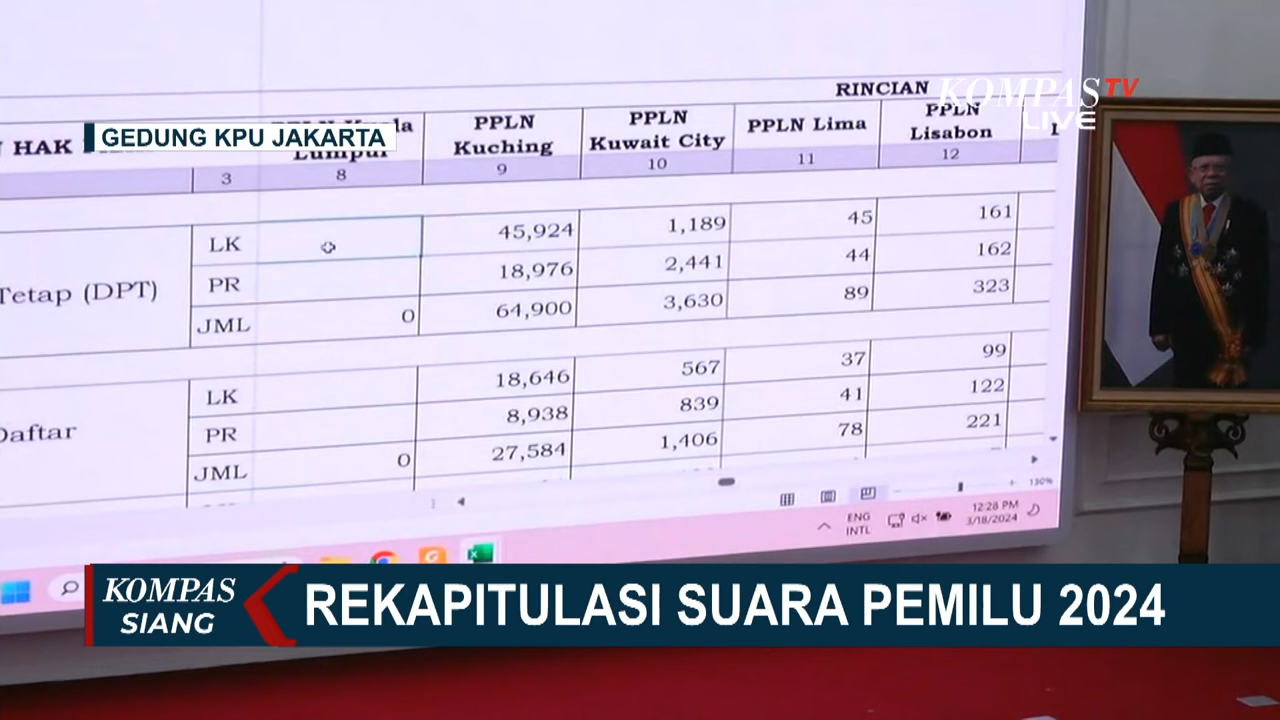 KOMPAS TV
LIVE
GEDUNG KPU JAKARTA
RINCIAN
HAK
Lumpur
PPLN Kuching
PPLN Kuwait City
PPLN Lima
PPLN Lisabon
3 8 9 10 11 12
Tetap (DPT)
LK 45,924 1,189 45 161
PR 18,976 2,441 44 162
JML 0 64,900 3,630 89 323
Daftar
LK 18,646 567 37 99
PR 8,938 839 41 122
JML 0 27,584 1,406 78 221
130%
ENG
INTL
12:28 PM
3/18/2024
KOMPAS
SIANG
REKAPITULASI SUARA PEMILU 2024